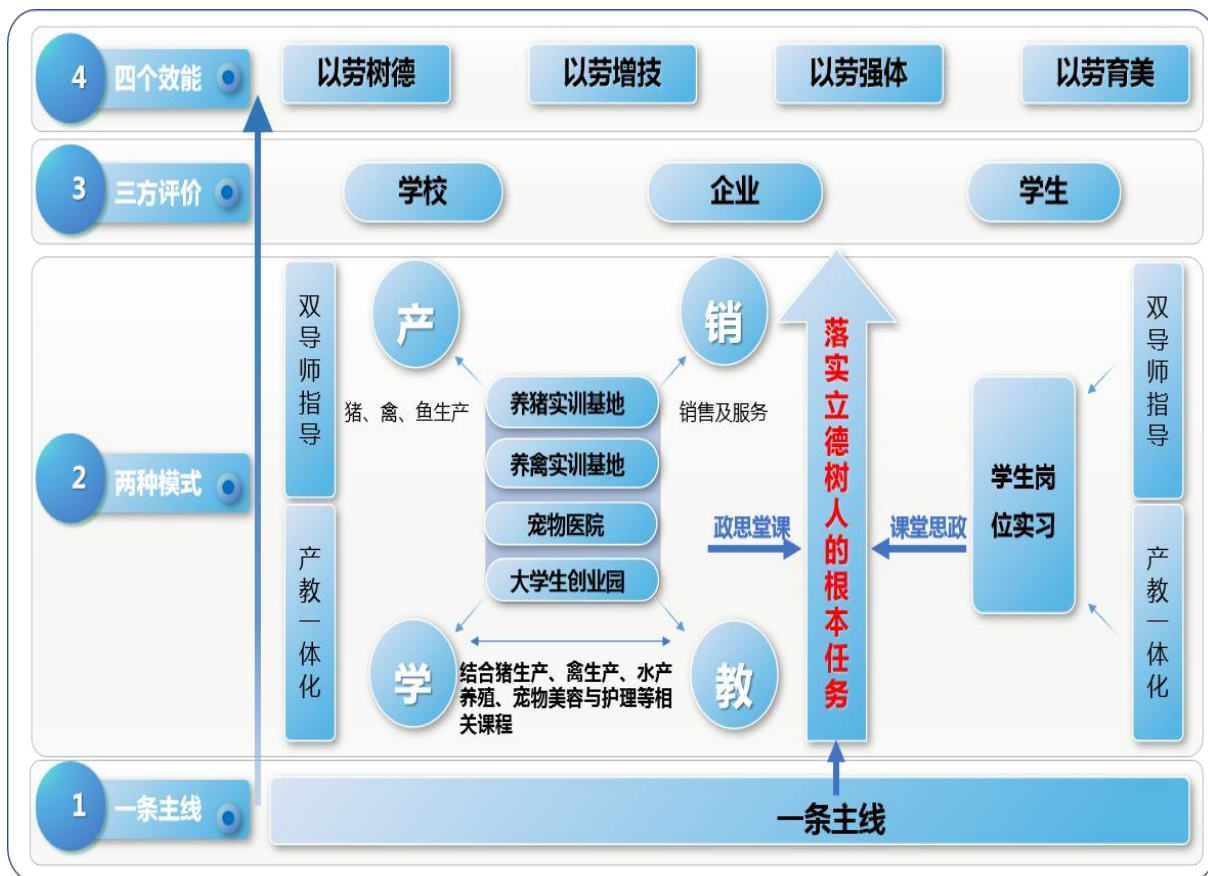 4
四个效能
以劳树德
以劳增技
以劳强体
以劳育美
3
三方评价
学校
企业
学生
2
两种模式
双导师指导
产教一体化
产
销
猪、禽、鱼生产
销售及服务
养猪实训基地
养禽实训基地
宠物医院
大学生创业园
学
教
结合猪生产、禽生产、水产
养殖、宠物美容与护理等相
关课程
政思堂课
落实立德树人的根本任务
课堂思政
学生岗
位实习
双导师指导
产教一体化
1
一条主线
一条主线